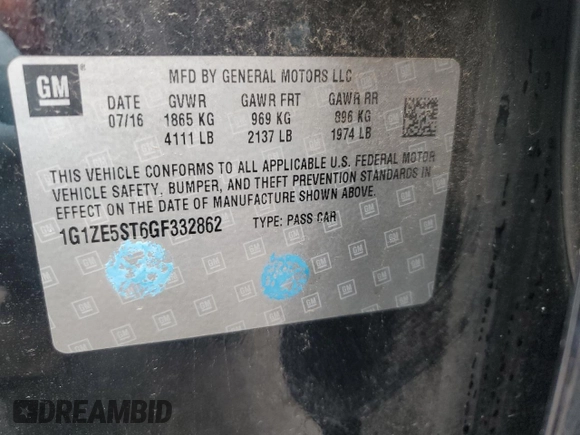 GM
MFD BY GENERAL MOTORS LLC
DATE GVWR GAWR FRT GAWR RR
07/16 1865 KG 969 KG 896 KG
4111 LB 2137 LB 1974 LB
THIS VEHICLE CONFORMS TO ALL APPLICABLE U.S. FEDERAL MOTOR
VEHICLE SAFETY, BUMPER, AND THEFT PREVENTION STANDARDS IN
EFFECT ON THE DATE OF MANUFACTURE SHOWN ABOVE.
1G1ZE5ST6GF332862 TYPE: PASS CAR
DREAMBID